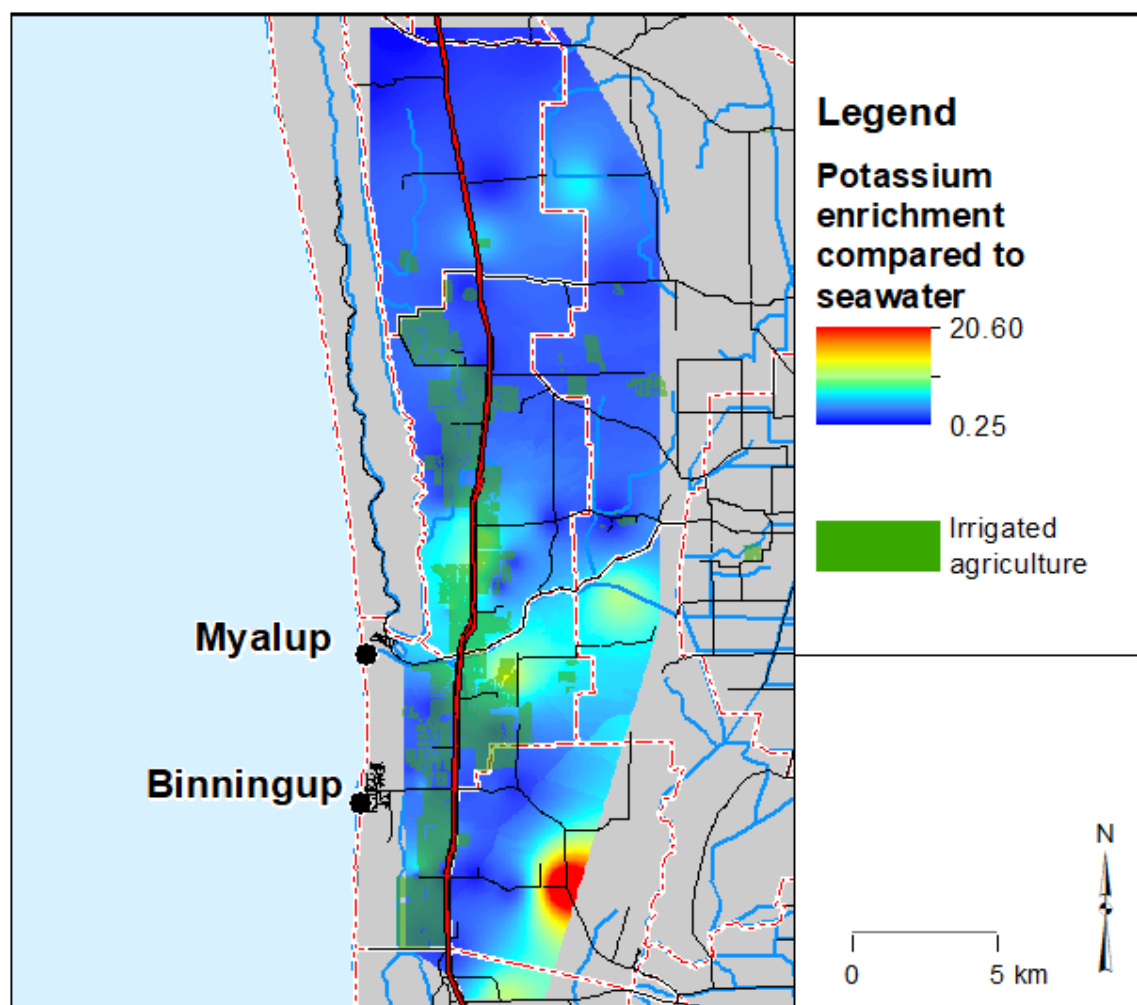 Legend
Potassium
enrichment
compared to
seawater
20.60
0.25
Irrigated
agriculture
Myalup
Binningup
N
0 5 km